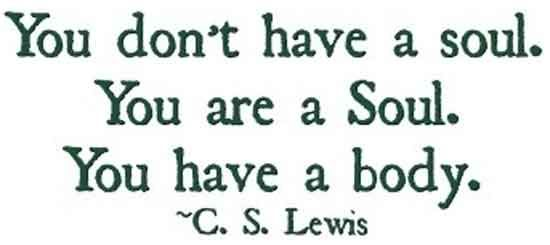 You don't have a soul.
You are a Soul.
You have a body.
~C. S. Lewis